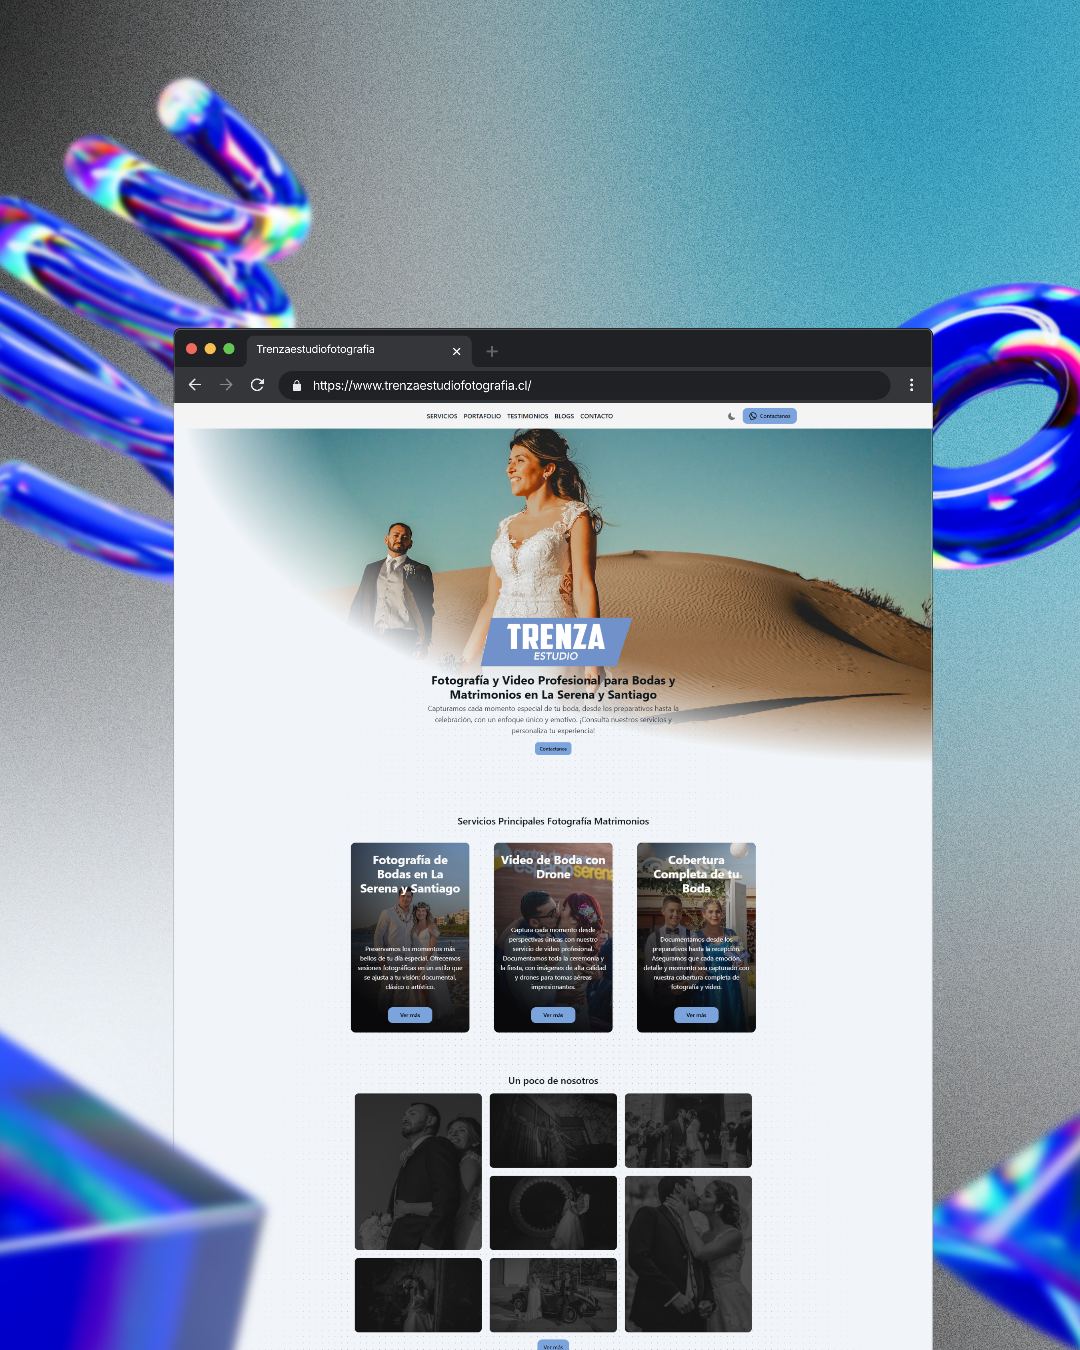 Trenzaestudiofotografia
https://www.trenzaestudiofotografia.cl/
SERVICIOS PORTAFOLIO TESTIMONIOS BLOGS CONTACTO
Contactanos
TRENZA
ESTUDIO
Fotografía y Video Profesional para Bodas y
Matrimonios en La Serena y Santiago
Capturamos cada momento especial de tu boda, desde los preparativos hasta la
celebración, con un enfoque único y emotivo. ¡Consulta nuestros servicios y
personaliza tu experiencia!
Contactanos
Servicios Principales Fotografía Matrimonios
Fotografía de
Bodas en La
Serena y Santiago
Preservamos los momentos más
bellos de tu día especial. Ofrecemos
sesiones fotográficas en un estilo que
se ajusta a tu visión: documental,
clásico o artístico.
Ver más
Video de Boda con
Drone
Captura cada momento desde
perspectivas únicas con nuestro
servicio de video profesional.
Documentamos toda la ceremonia y
la fiesta, con imágenes de alta calidad
y drones para tomas aéreas
impresionantes.
Ver más
Cobertura
Completa de tu
Boda
Documentamos desde los
preparativos hasta la recepción.
Aseguramos que cada emoción,
detalle y momento sea capturado con
nuestra cobertura completa de
fotografía y video.
Ver más
Un poco de nosotros
Ver más